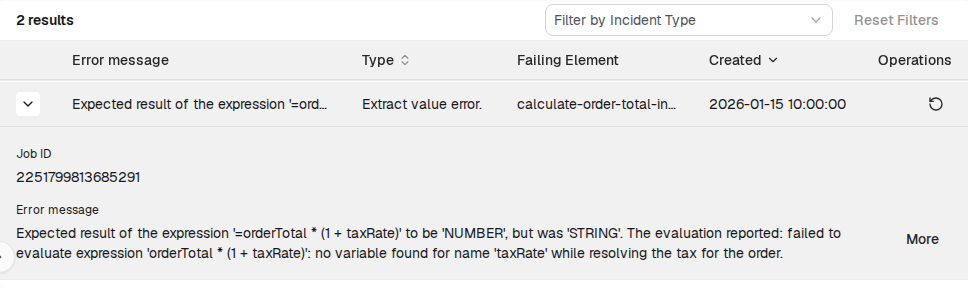 2 results
Filter by Incident Type
Reset Filters
Error message
Type
Failing Element
Created
Operations
Expected result of the expression '=ord...
Extract value error.
calculate-order-total-in...
2026-01-15 10:00:00
Job ID
2251799813685291
Error message
Expected result of the expression '=orderTotal * (1 + taxRate)' to be 'NUMBER', but was 'STRING'. The evaluation reported: failed to
evaluate expression 'orderTotal * (1 + taxRate)': no variable found for name 'taxRate' while resolving the tax for the order.
More